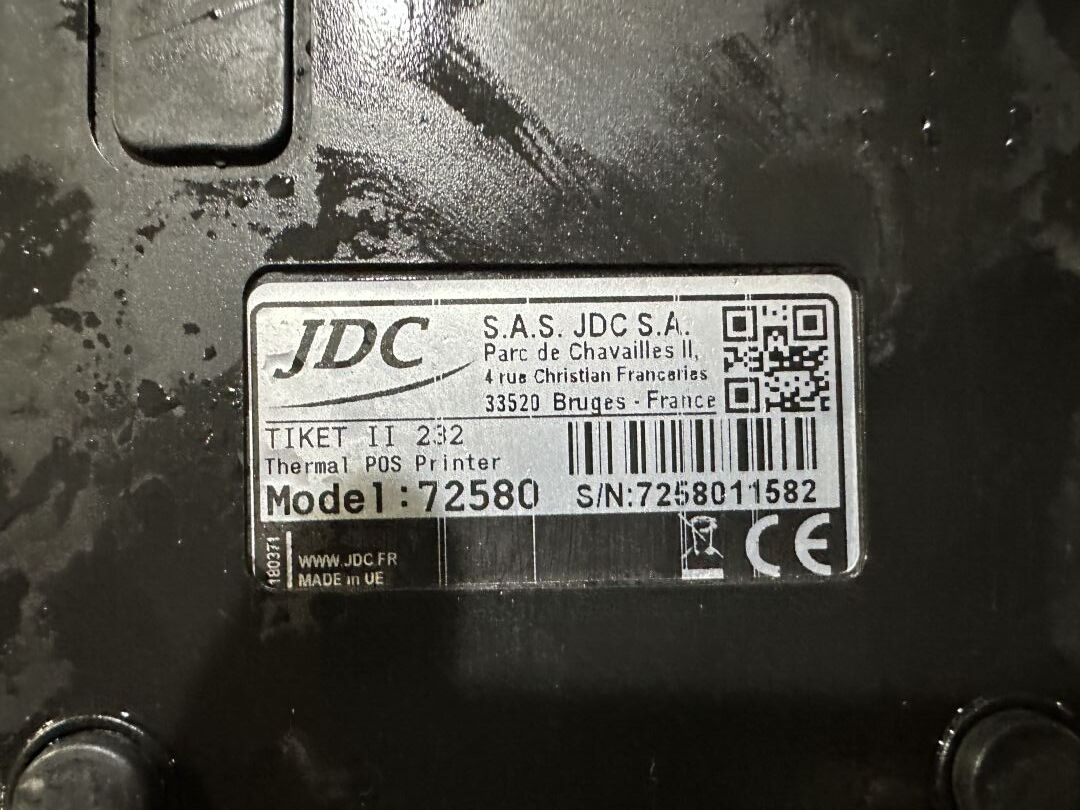 JDC
S.A.S. JDC S.A.
Parc de Chavailles II,
4 rue Christian Franceries
33520 Bruges - France
TIKET II 232
Thermal POS Printer
Model:72580
S/N:7258011582
180371
WWW.JDC.FR
MADE in UE
CE